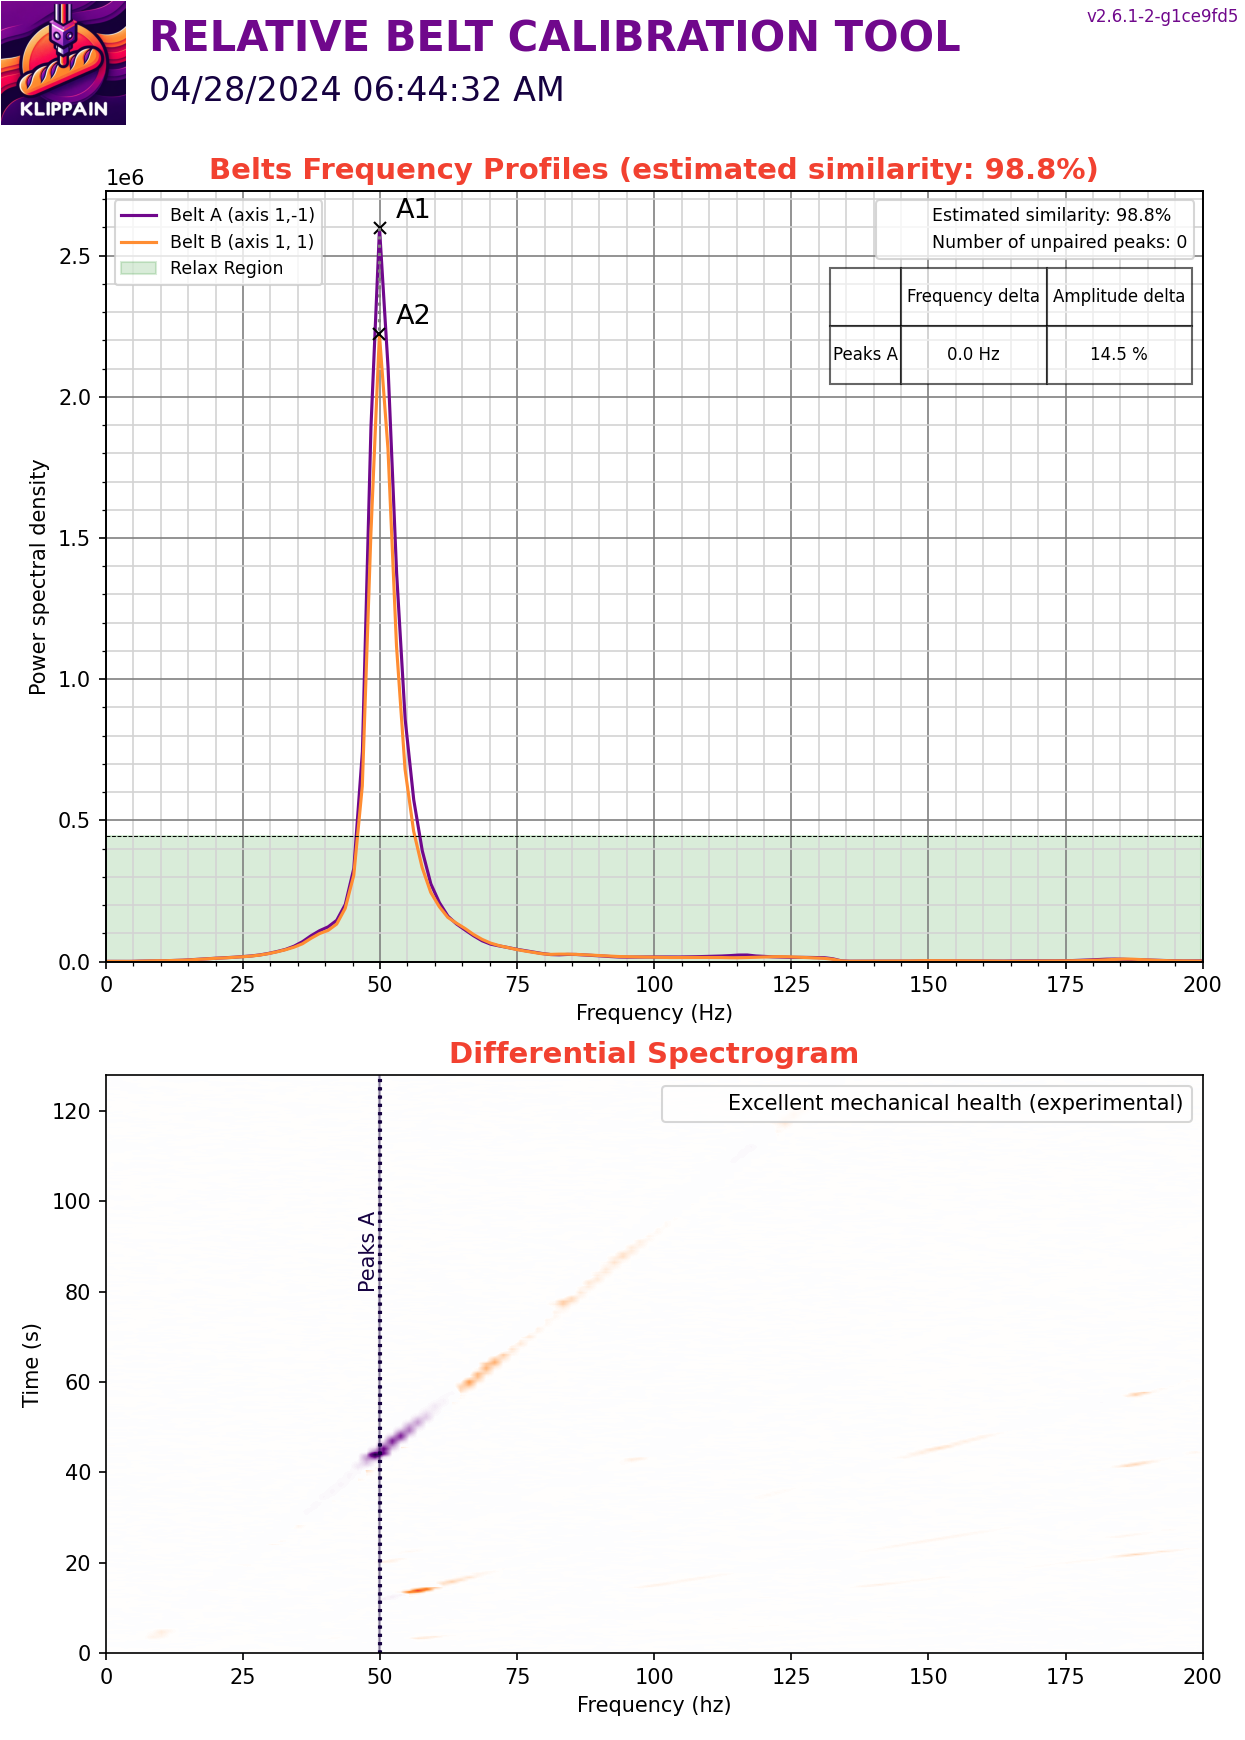 KLIPPAIN
RELATIVE BELT CALIBRATION TOOL
v2.6.1-2-g1ce9fd5
04/28/2024 06:44:32 AM
Belts Frequency Profiles (estimated similarity: 98.8%)
1e6
Belt A (axis 1,-1)
Belt B (axis 1, 1)
Relax Region
A1
A2
Estimated similarity: 98.8%
Number of unpaired peaks: 0
Frequency delta Amplitude delta
Peaks A 0.0 Hz 14.5 %
Power spectral density
2.5
2.0
1.5
1.0
0.5
0.0
0 25 50 75 100 125 150 175 200
Frequency (Hz)
Differential Spectrogram
Excellent mechanical health (experimental)
Peaks A
Time (s)
120
100
80
60
40
20
0
0 25 50 75 100 125 150 175 200
Frequency (hz)